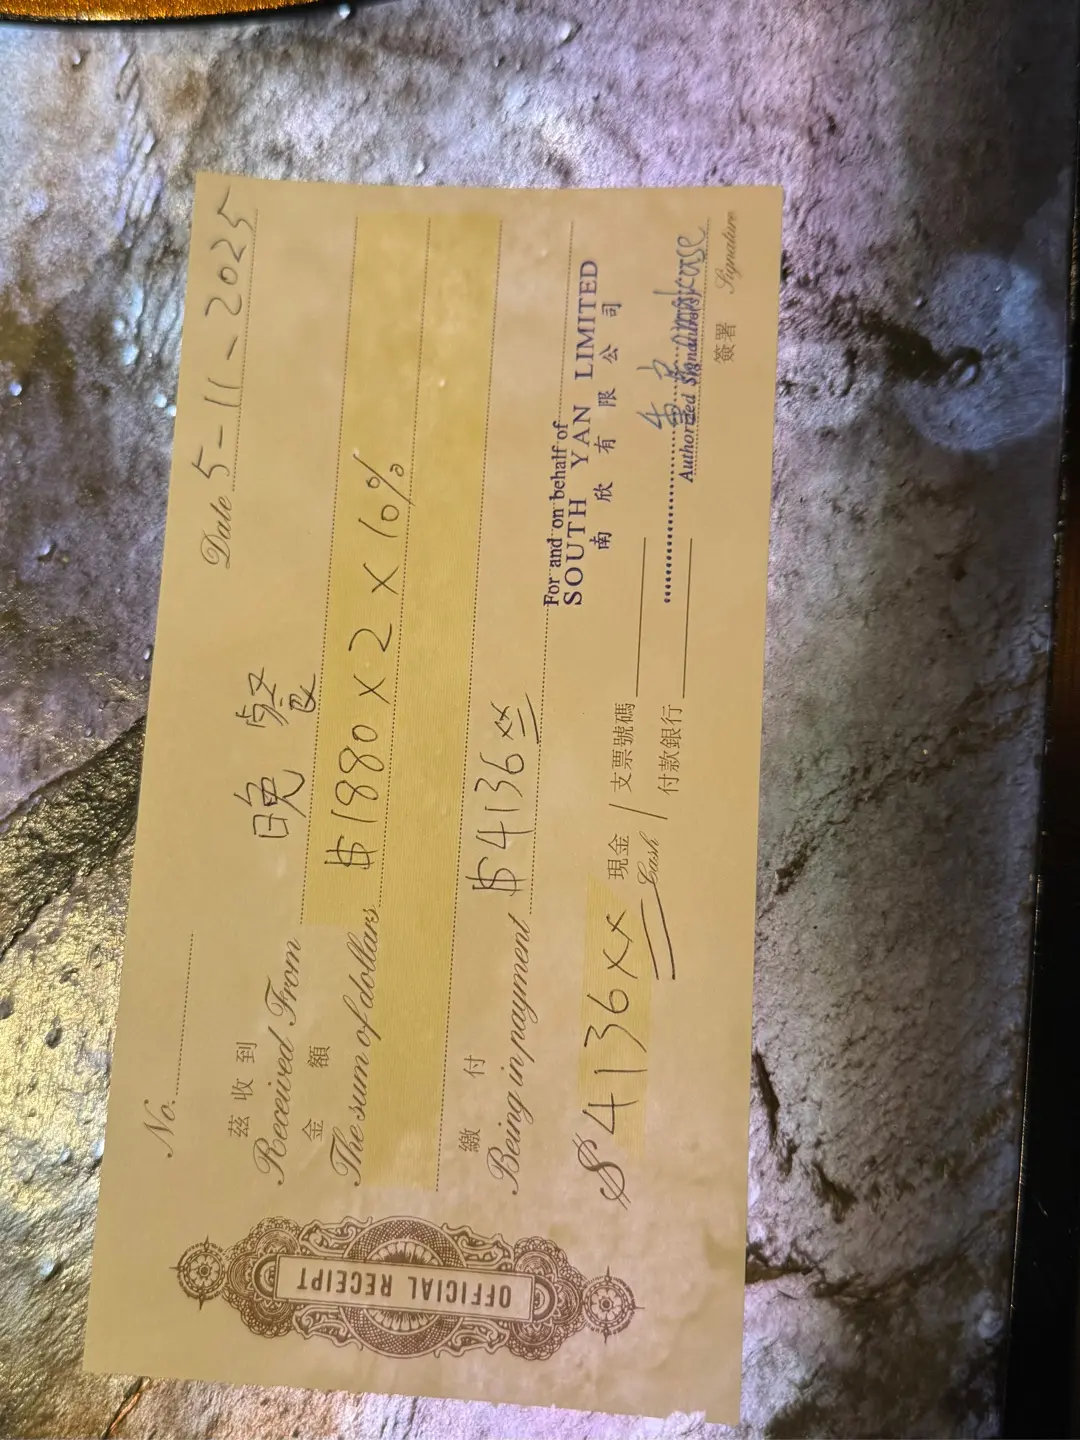 OFFICIAL RECEIPT
No.
Date 5-11-2025
茲收到
Received From 晚餐
金額
The sum of dollars $1880 x 2 x 10%
繳付
Being in payment $4136 xx
For and on behalf of
SOUTH YAN LIMITED
南欣有限公司
$ 4136 xx 現金 / 支票號碼
Cash 付款銀行
Authorized Signature
簽署 Signature